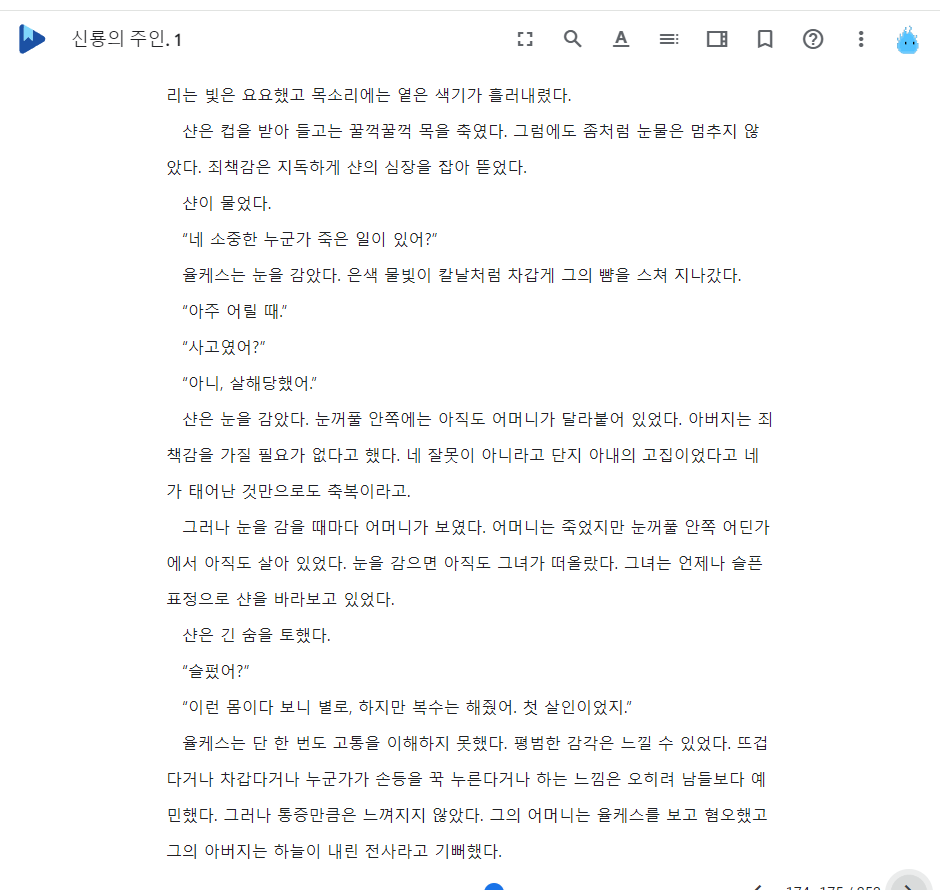 신룡의 주인. 1
리는 빛은 요요했고 목소리에는 옅은 색기가 흘러내렸다.
샨은 컵을 받아 들고는 꿀꺽꿀꺽 목을 축였다. 그럼에도 좀처럼 눈물은 멈추지 않
았다. 죄책감은 지독하게 샨의 심장을 잡아 뜯었다.
샨이 물었다.
“네 소중한 누군가 죽은 일이 있어?”
율케스는 눈을 감았다. 은색 물빛이 칼날처럼 차갑게 그의 뺨을 스쳐 지나갔다.
“아주 어릴 때.”
“사고였어?”
“아니, 살해당했어.”
샨은 눈을 감았다. 눈꺼풀 안쪽에는 아직도 어머니가 달라붙어 있었다. 아버지는 죄
책감을 가질 필요가 없다고 했다. 네 잘못이 아니라고 단지 아내의 고집이었다고 네
가 태어난 것만으로도 축복이라고.
그러나 눈을 감을 때마다 어머니가 보였다. 어머니는 죽었지만 눈꺼풀 안쪽 어딘가
에서 아직도 살아 있었다. 눈을 감으면 아직도 그녀가 떠올랐다. 그녀는 언제나 슬픈
표정으로 샨을 바라보고 있었다.
샨은 긴 숨을 토했다.
“슬펐어?”
“이런 몸이다 보니 별로, 하지만 복수는 해줬어. 첫 살인이었지.”
율케스는 단 한 번도 고통을 이해하지 못했다. 평범한 감각은 느낄 수 있었다. 뜨겁
다거나 차갑다거나 누군가가 손등을 꾹 누른다거나 하는 느낌은 오히려 남들보다 예
민했다. 그러나 통증만큼은 느껴지지 않았다. 그의 어머니는 율케스를 보고 혐오했고
그의 아버지는 하늘이 내린 전사라고 기뻐했다.